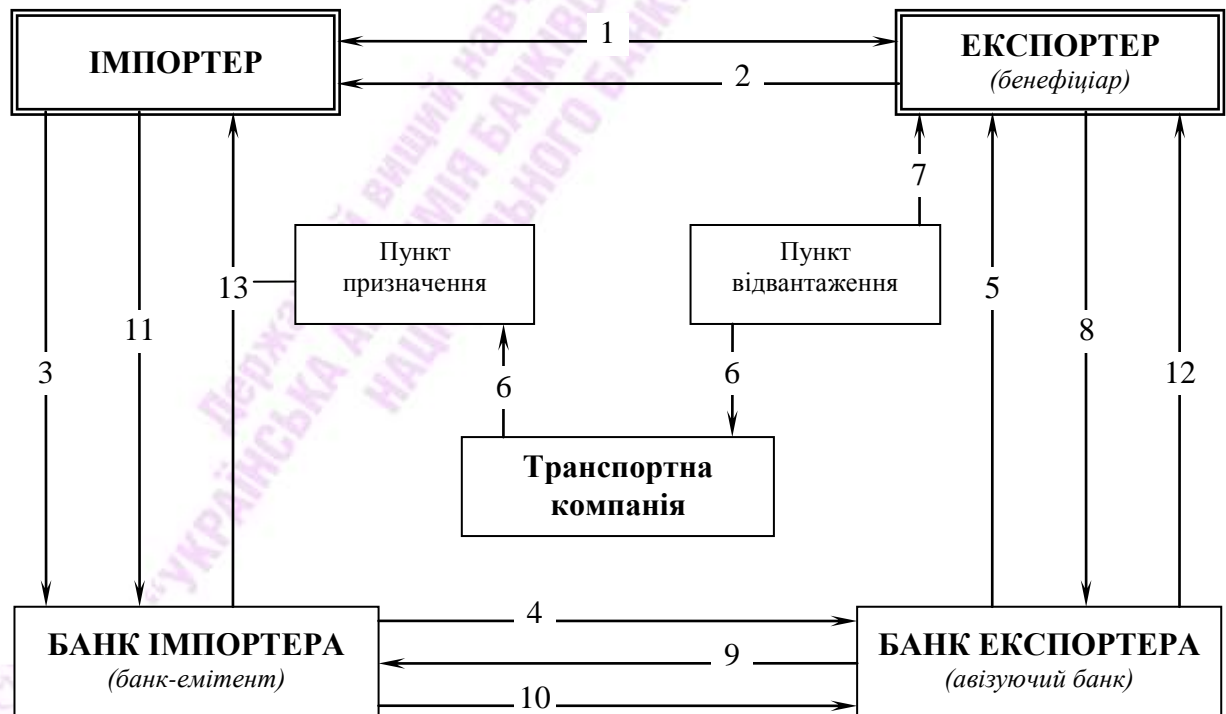 1
ІМПОРТЕР
ЕКСПОРТЕР
(бенефіціар)
2
7
Пункт
призначення
Пункт
відвантаження
13
5
11
8
3
6
6
12
Транспортна
компанія
4
БАНК ІМПОРТЕРА
(банк-емітент)
9
БАНК ЕКСПОРТЕРА
(авізуючий банк)
10